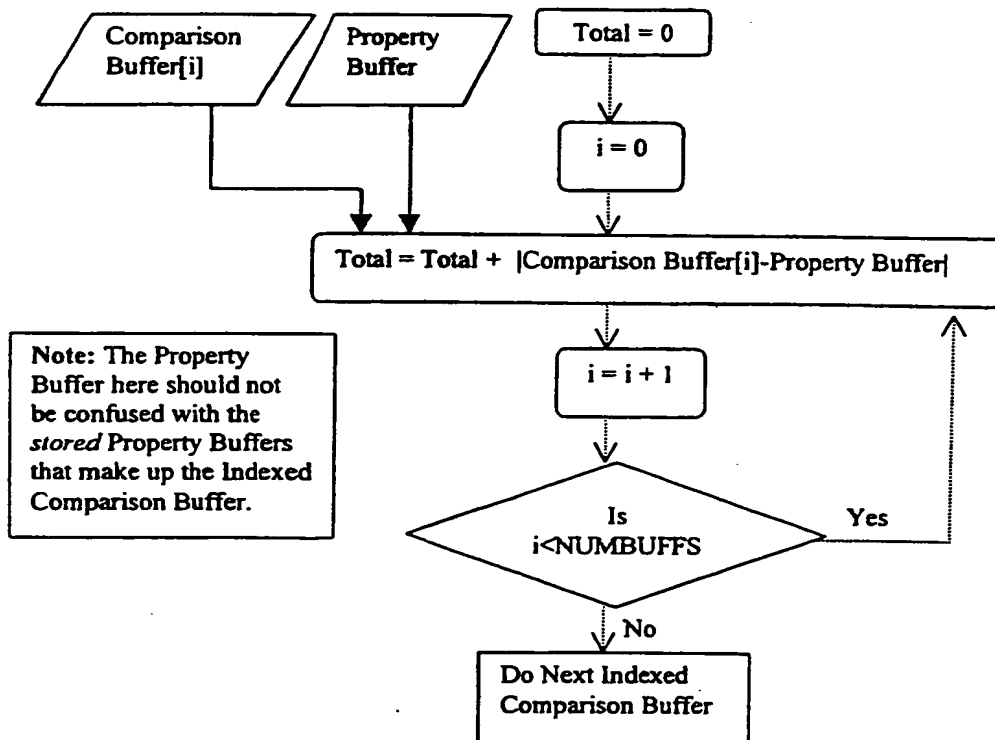 Comparison
Buffer[i]
Property
Buffer
Total = 0
i = 0
Total = Total + |Comparison Buffer[i]-Property Buffer|
Note: The Property
Buffer here should not
be confused with the
stored Property Buffers
that make up the Indexed
Comparison Buffer.
i = i + 1
Is
i<NUMBUFFS
Yes
No
Do Next Indexed
Comparison Buffer